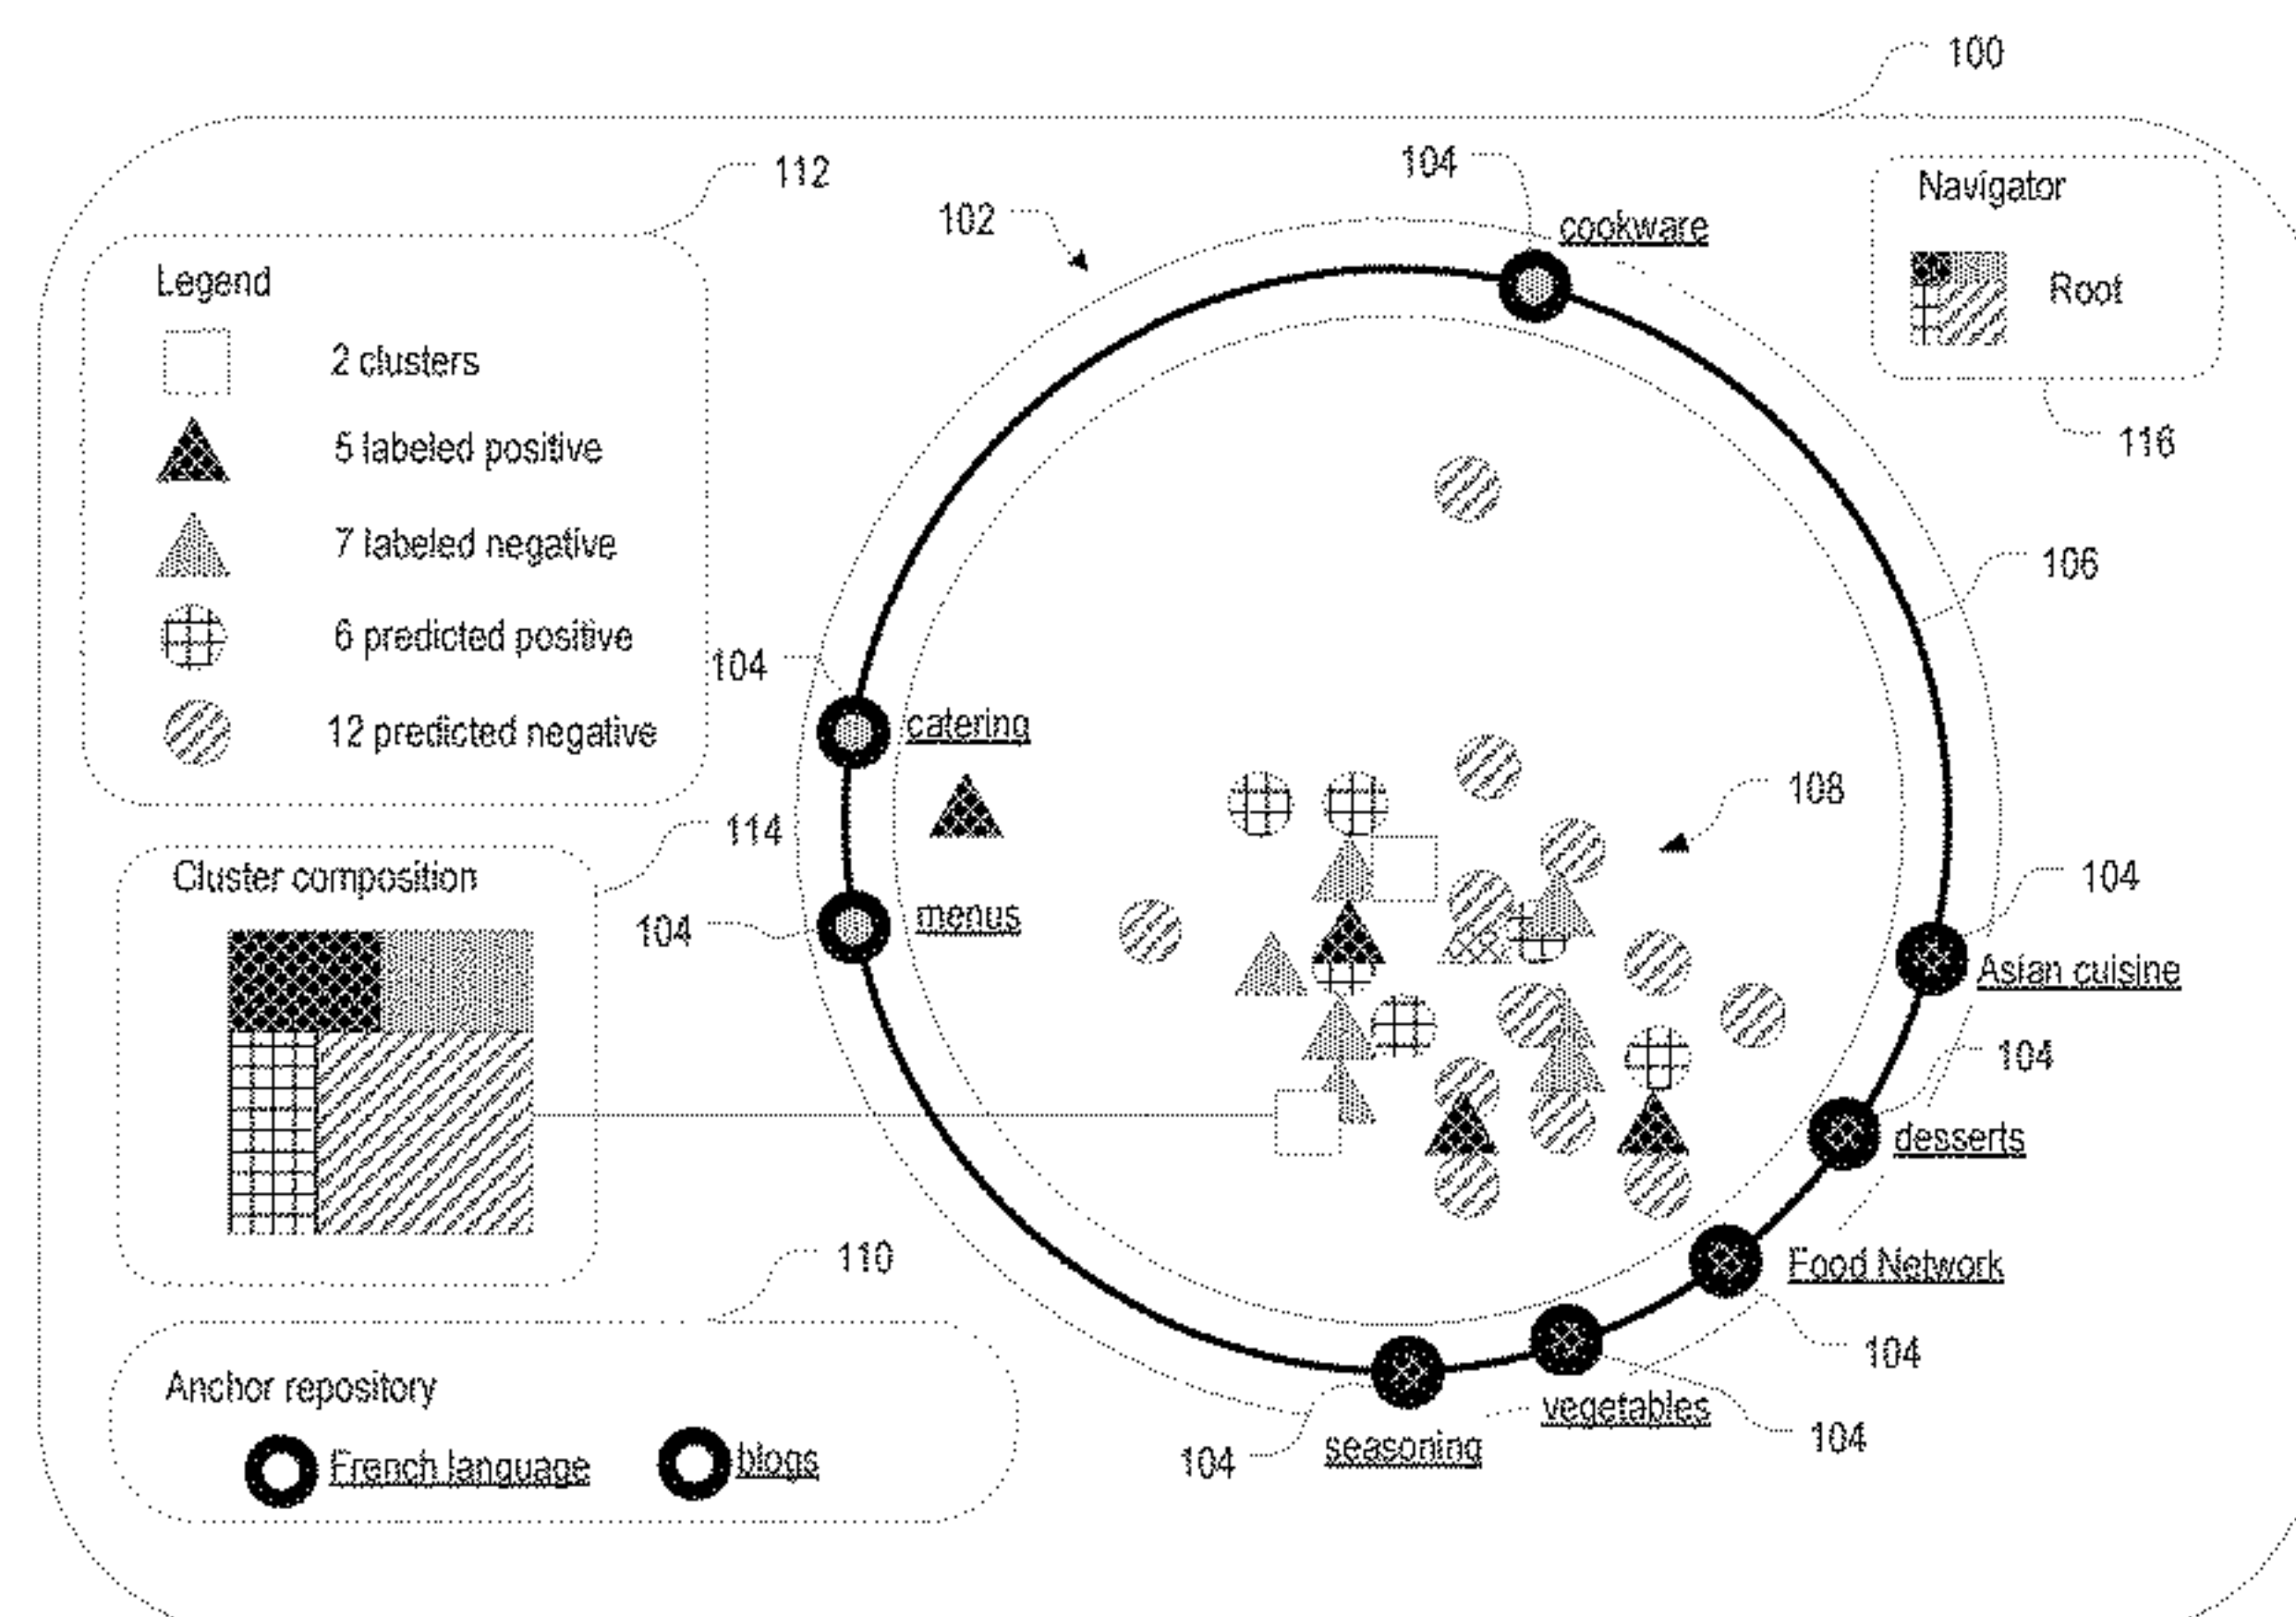 100
112
104
102
cookware
Navigator
Root
116
Legend
2 clusters
5 labeled positive
7 labeled negative
6 predicted positive
12 predicted negative
106
104
catering
108
114
Cluster composition
104
menus
104
Asian cuisine
104
desserts
110
Food Network
104
Anchor repository
French language
blogs
vegetables
104
seasoning
104